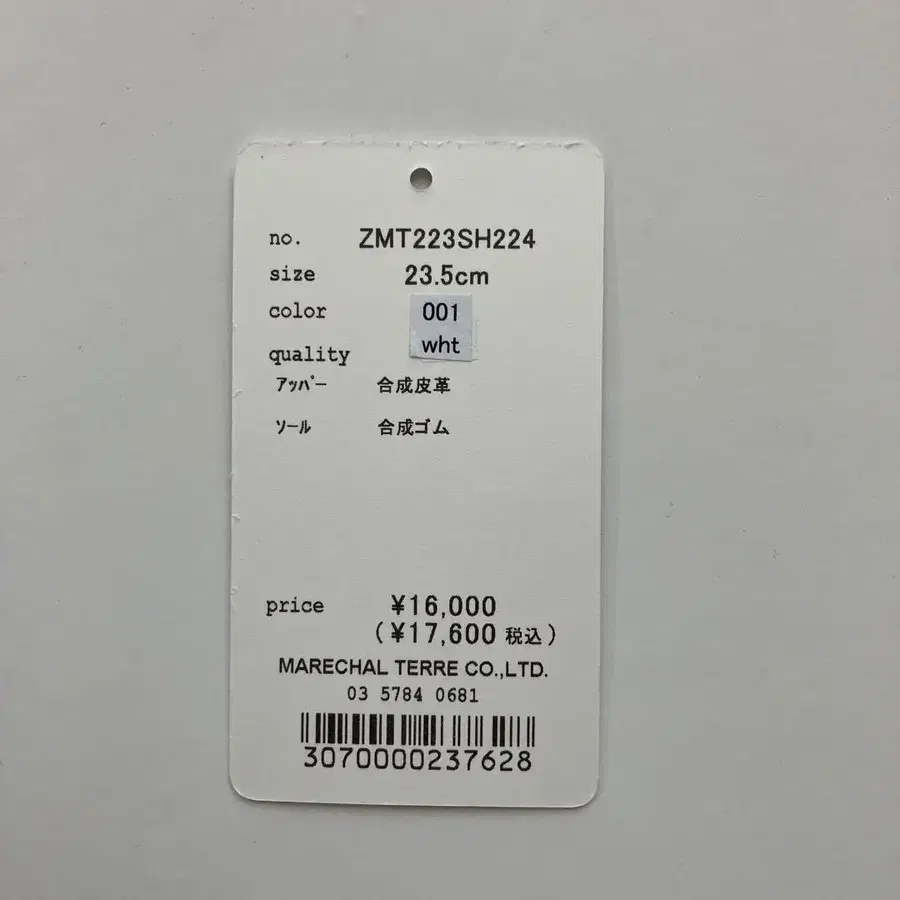 no. ZMT223SH224
size 23.5cm
color 001
wht
quality
ｱｯﾊﾟｰ 合成皮革
ｿｰﾙ 合成ゴム
price ¥16,000
(¥17,600 税込)
MARECHAL TERRE CO.,LTD.
03 5784 0681
3070000237628